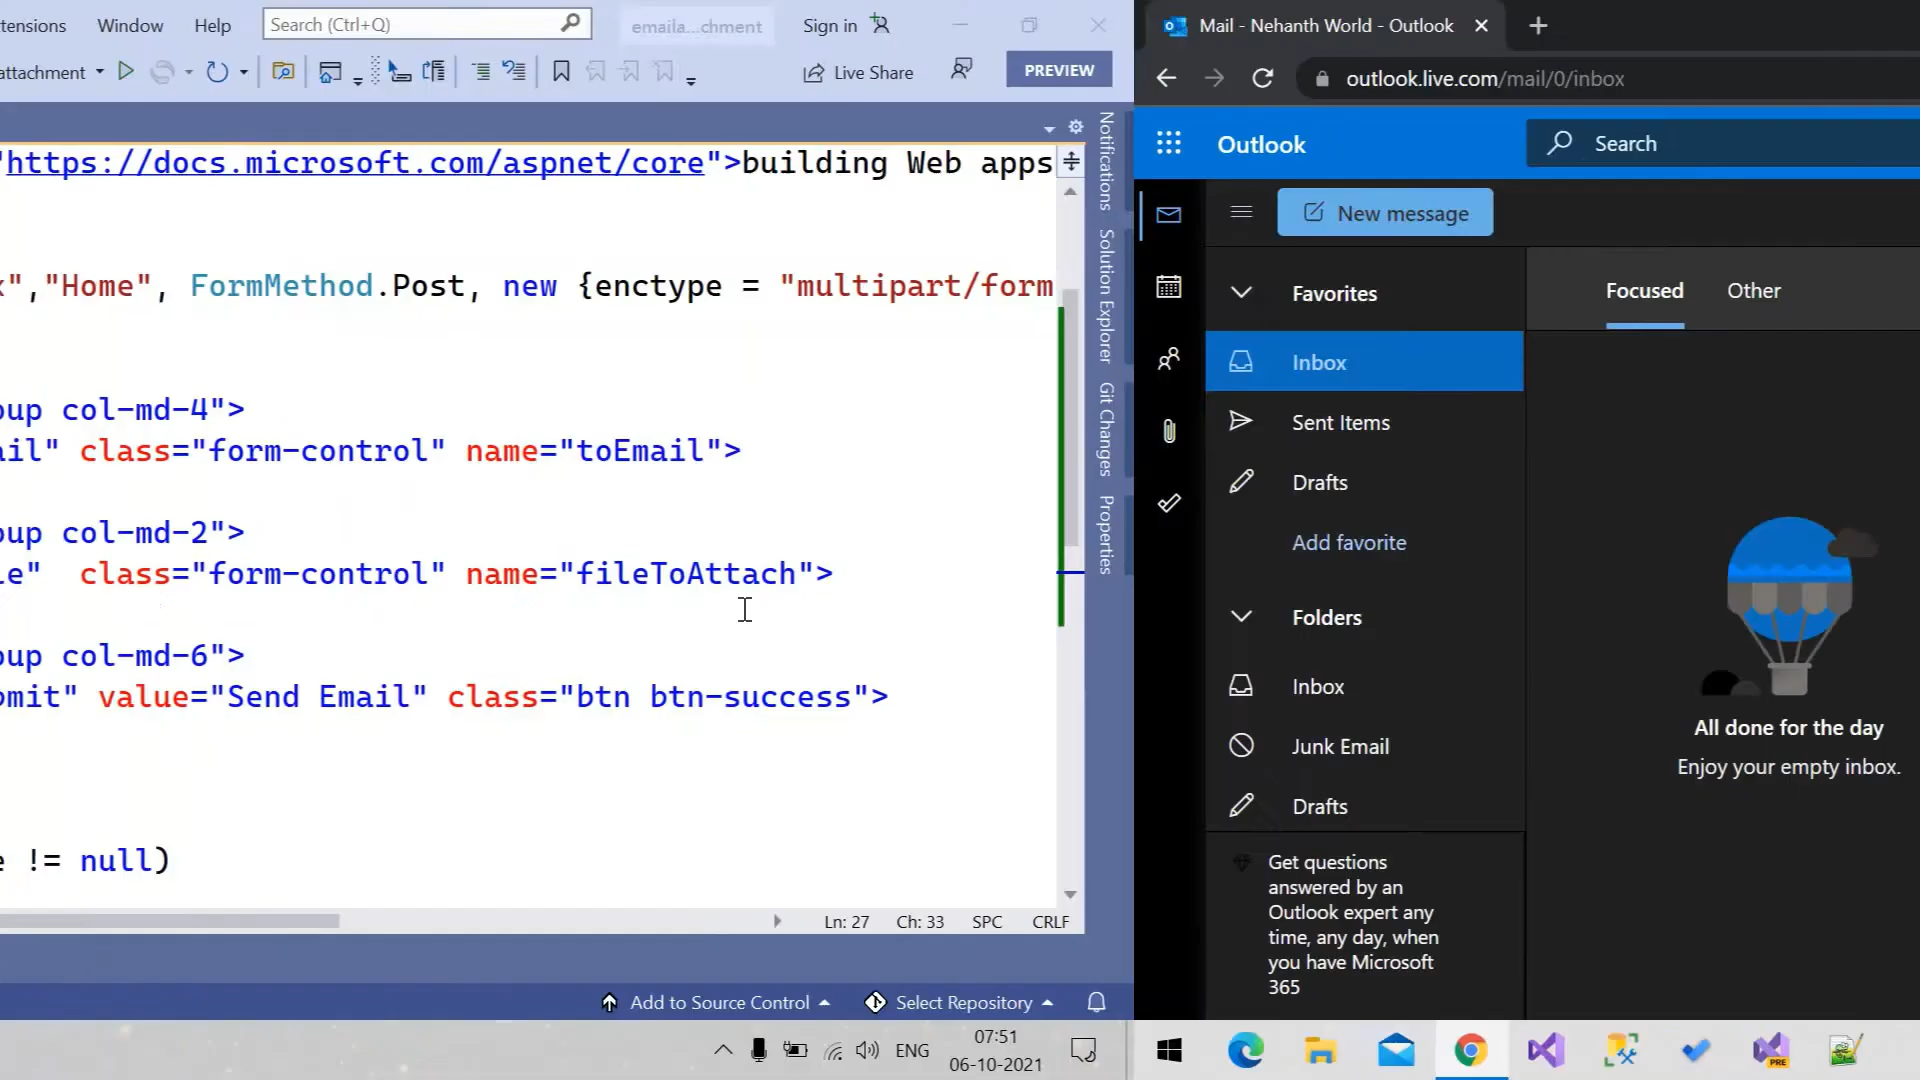 tensions Window Help Search (Ctrl+Q) emaila...chment Sign in
attachment Live Share PREVIEW
"https://docs.microsoft.com/aspnet/core">building Web apps
x","Home", FormMethod.Post, new {enctype = "multipart/form
oup col-md-4">
ail" class="form-control" name="toEmail">
oup col-md-2">
le" class="form-control" name="fileToAttach">
oup col-md-6">
omit" value="Send Email" class="btn btn-success">
e != null)
Notifications
Solution Explorer
Git Changes
Properties
Ln: 27 Ch: 33 SPC CRLF
Add to Source Control Select Repository
ENG
07:51
06-10-2021
Mail - Nehanth World - Outlook
outlook.live.com/mail/0/inbox
Outlook Search
New message
Favorites
Inbox
Sent Items
Drafts
Add favorite
Folders
Inbox
Junk Email
Drafts
Get questions
answered by an
Outlook expert any
time, any day, when
you have Microsoft
365
Focused Other
All done for the day
Enjoy your empty inbox.
PRE